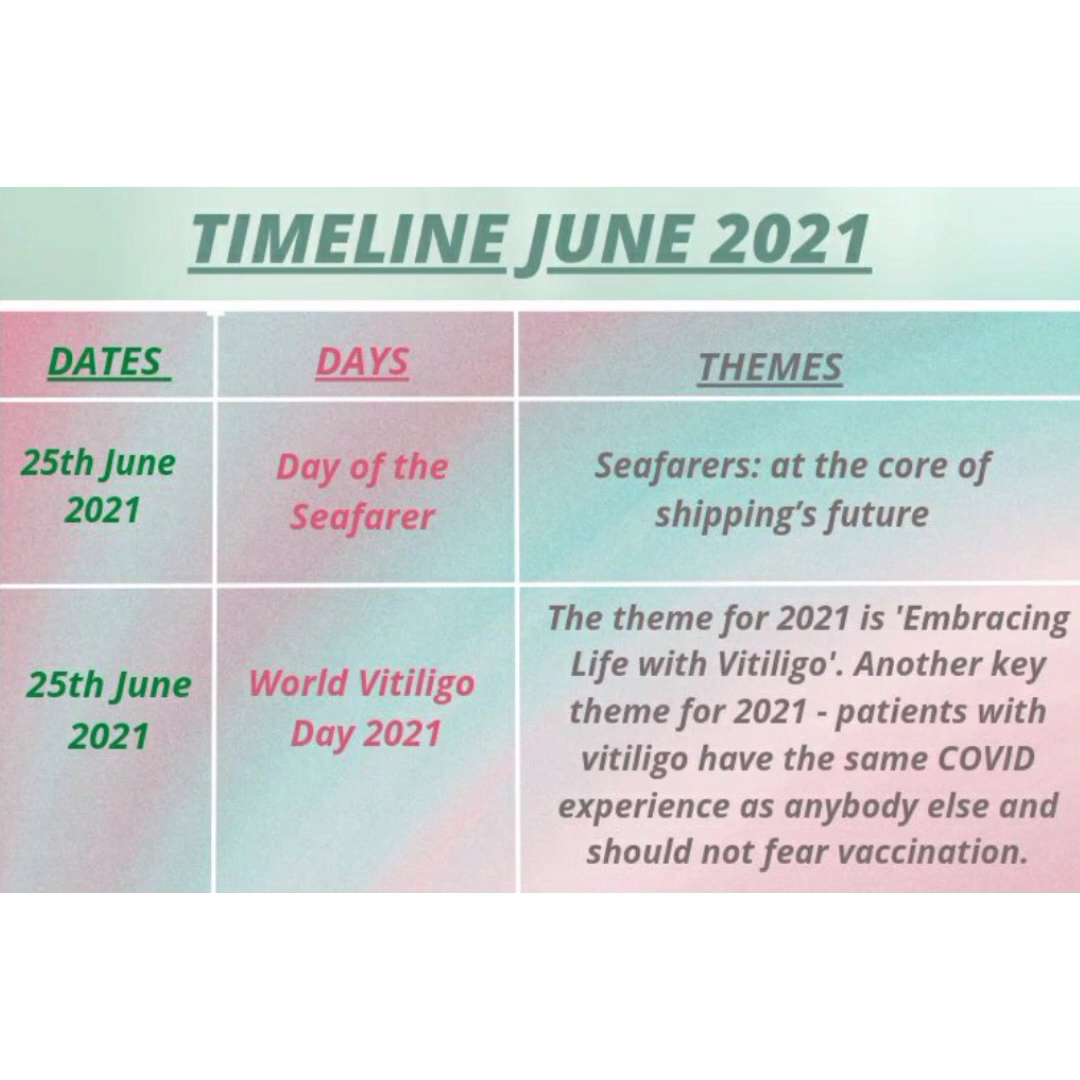 TIMELINE JUNE 2021
DATES
DAYS
THEMES
25th June
2021
Day of the
Seafarer
Seafarers: at the core of
shipping’s future
25th June
2021
World Vitiligo
Day 2021
The theme for 2021 is 'Embracing
Life with Vitiligo'. Another key
theme for 2021 - patients with
vitiligo have the same COVID
experience as anybody else and
should not fear vaccination.